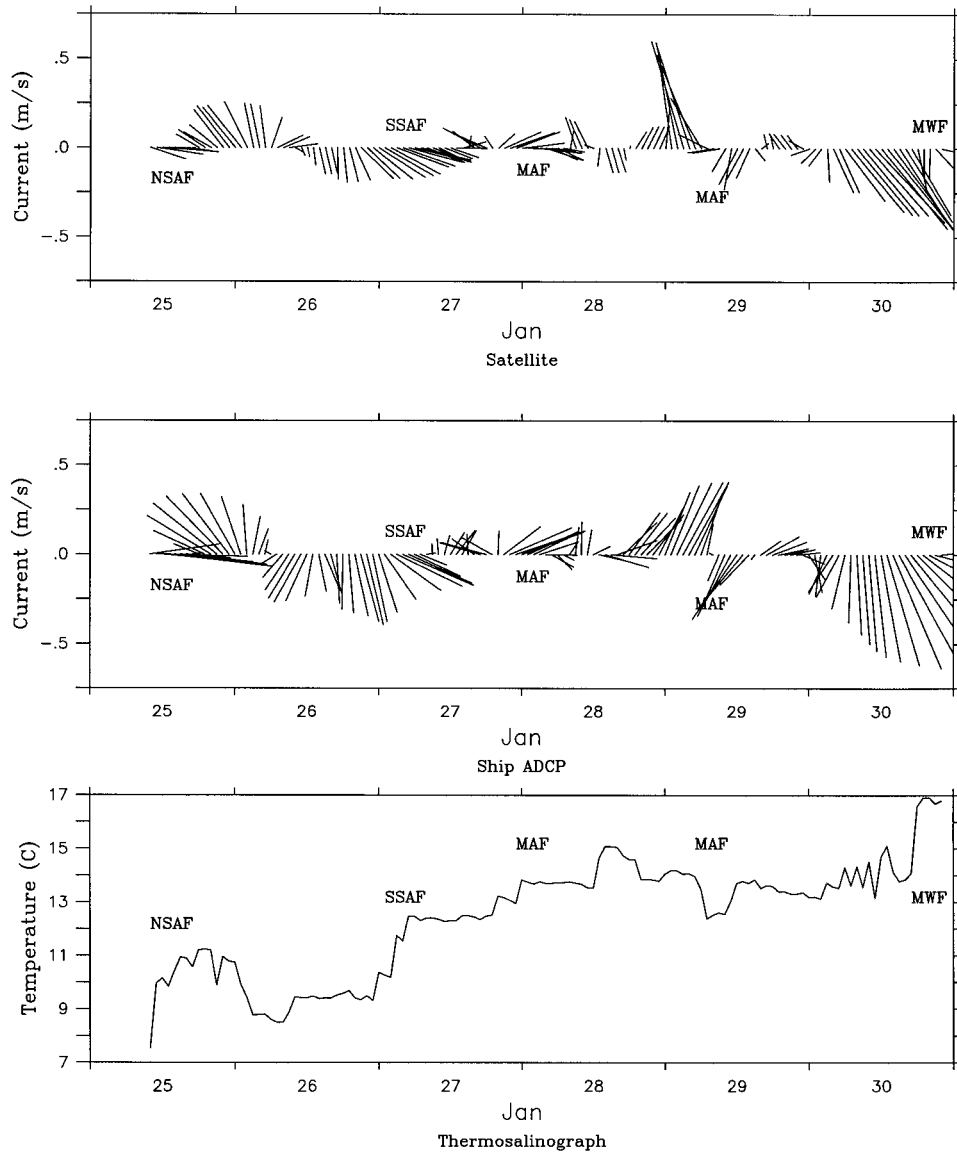 Current (m/s)
.5
.0
-.5
SSAF
MWF
NSAF
MAF
MAF
25 26 27 28 29 30
Jan
Satellite
Current (m/s)
.5
.0
-.5
SSAF
MWF
NSAF
MAF
MAF
25 26 27 28 29 30
Jan
Ship ADCP
Temperature (C)
17
15
13
11
9
7
MAF
MAF
SSAF
MWF
NSAF
25 26 27 28 29 30
Jan
Thermosalinograph